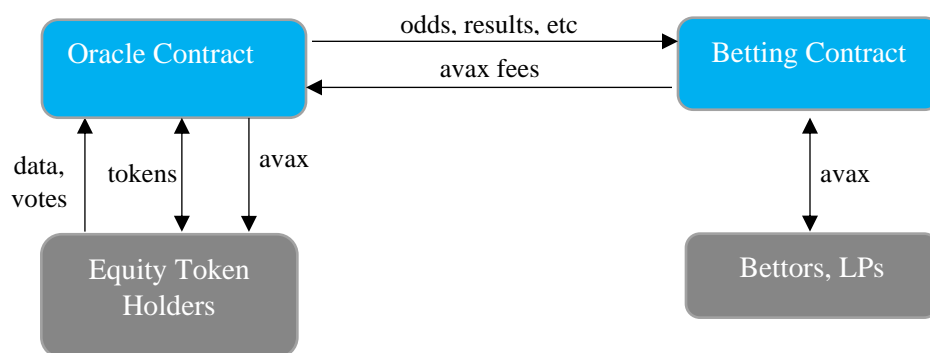 odds, results, etc
Oracle Contract
Betting Contract
avax fees
data,
votes
tokens
avax
avax
Equity Token
Holders
Bettors, LPs